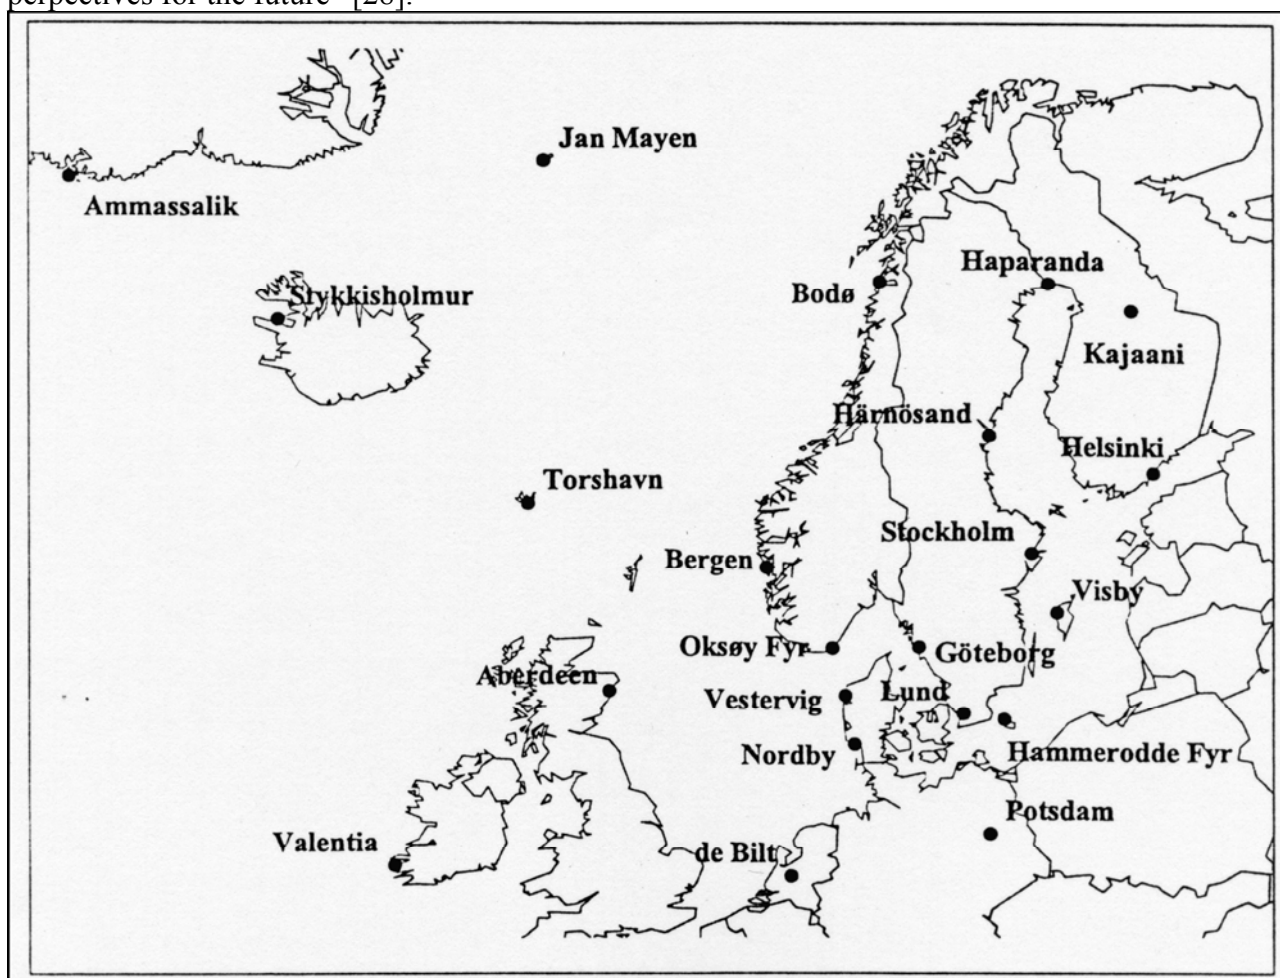 perpectives for the future" [28].
Jan Mayen
Ammassalik
Haparanda
Stykkisholmur
Bodø
Kajaani
Härnösand
Helsinki
Torshavn
Stockholm
Bergen
Visby
Oksøy Fyr
Göteborg
Aberdeen
Vestervig
Lund
Nordby
Hammerodde Fyr
Potsdam
Valentia
de Bilt